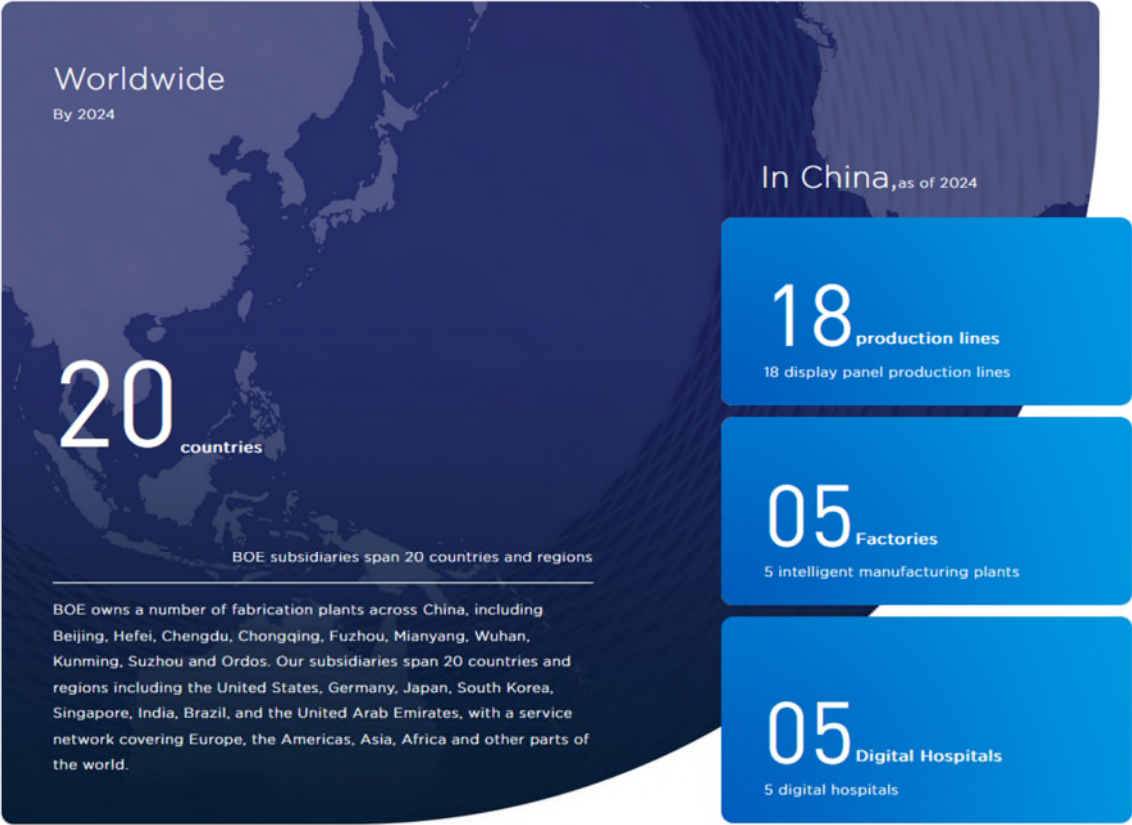 Worldwide
By 2024
20 countries
BOE subsidiaries span 20 countries and regions
BOE owns a number of fabrication plants across China, including
Beijing, Hefei, Chengdu, Chongqing, Fuzhou, Mianyang, Wuhan,
Kunming, Suzhou and Ordos. Our subsidiaries span 20 countries and
regions including the United States, Germany, Japan, South Korea,
Singapore, India, Brazil, and the United Arab Emirates, with a service
network covering Europe, the Americas, Asia, Africa and other parts of
the world.
In China,as of 2024
18 production lines
18 display panel production lines
05 Factories
5 intelligent manufacturing plants
05 Digital Hospitals
5 digital hospitals